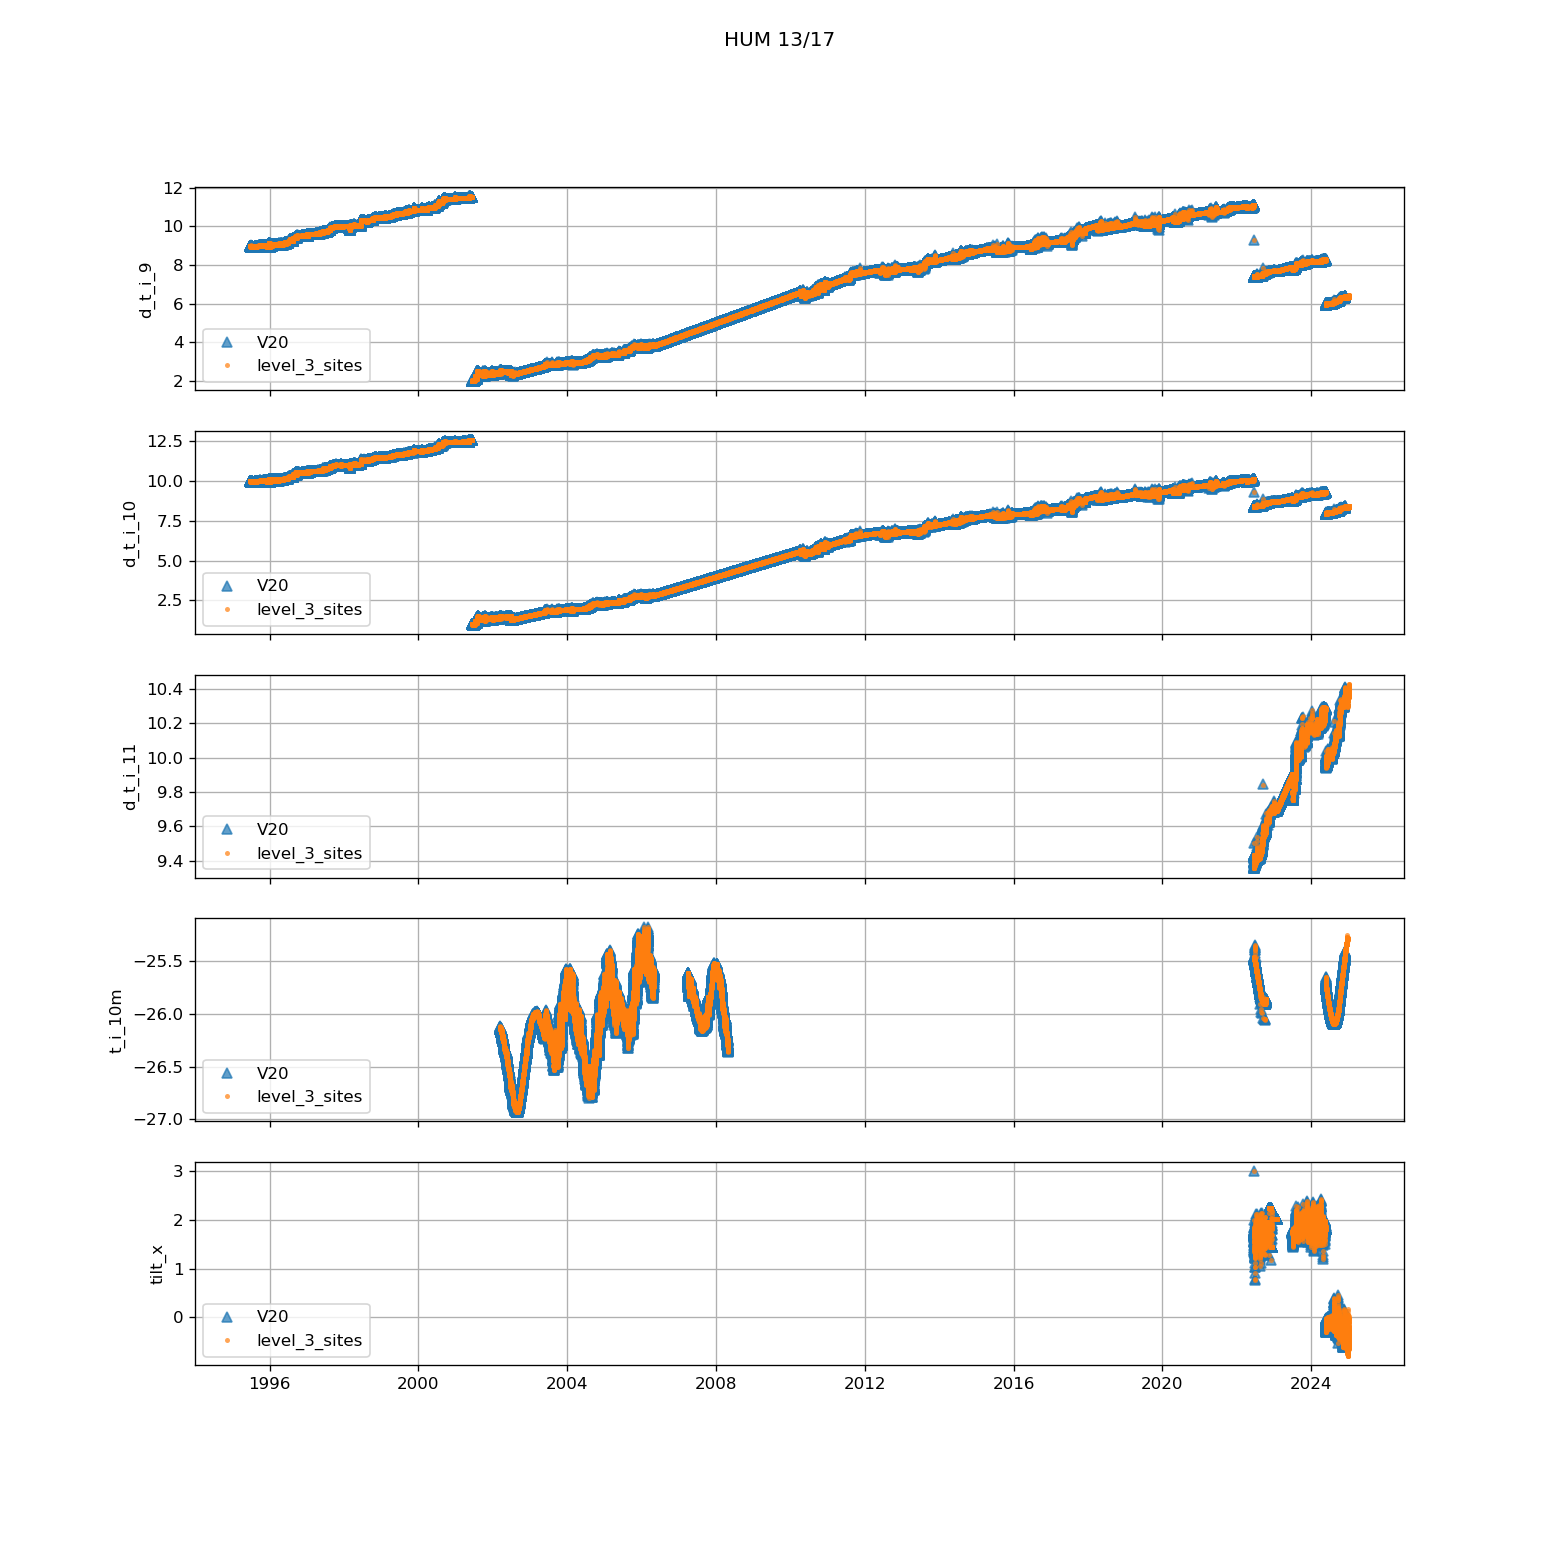 HUM 13/17
12
10
8
6
4
2
d_t_i_9
V20
level_3_sites
12.5
10.0
7.5
5.0
2.5
d_t_i_10
V20
level_3_sites
10.4
10.2
10.0
9.8
9.6
9.4
d_t_i_11
V20
level_3_sites
−25.5
−26.0
−26.5
−27.0
t_i_10m
V20
level_3_sites
3
2
1
0
tilt_x
V20
level_3_sites
1996 2000 2004 2008 2012 2016 2020 2024